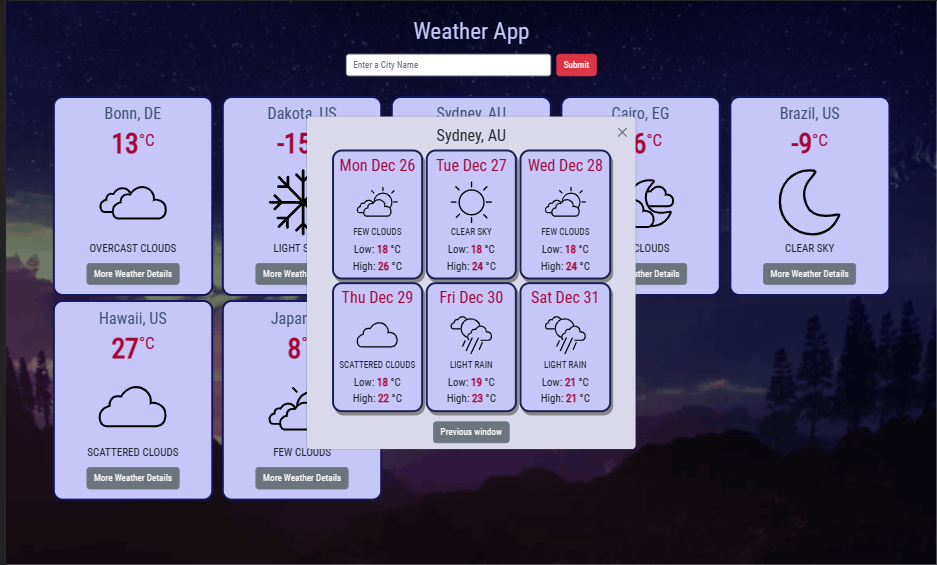 Weather App
Enter a City Name
Submit
Bonn, DE
13°C
OVERCAST CLOUDS
More Weather Details
Dakota, US
-15
LIGHT
More
Sydney, AU
Cairo, EG
6°C
CLOUDS
Details
Brazil, US
-9°C
CLEAR SKY
More Weather Details
Hawaii, US
27°C
SCATTERED CLOUDS
More Weather Details
Japan
8°
FEW CLOUDS
More Weather Details
Sydney, AU
Mon Dec 26
FEW CLOUDS
Low: 18 °C
High: 26 °C
Tue Dec 27
CLEAR SKY
Low: 18 °C
High: 24 °C
Wed Dec 28
FEW CLOUDS
Low: 18 °C
High: 24 °C
Thu Dec 29
SCATTERED CLOUDS
Low: 18 °C
High: 22 °C
Fri Dec 30
LIGHT RAIN
Low: 19 °C
High: 23 °C
Sat Dec 31
LIGHT RAIN
Low: 21 °C
High: 21 °C
Previous window